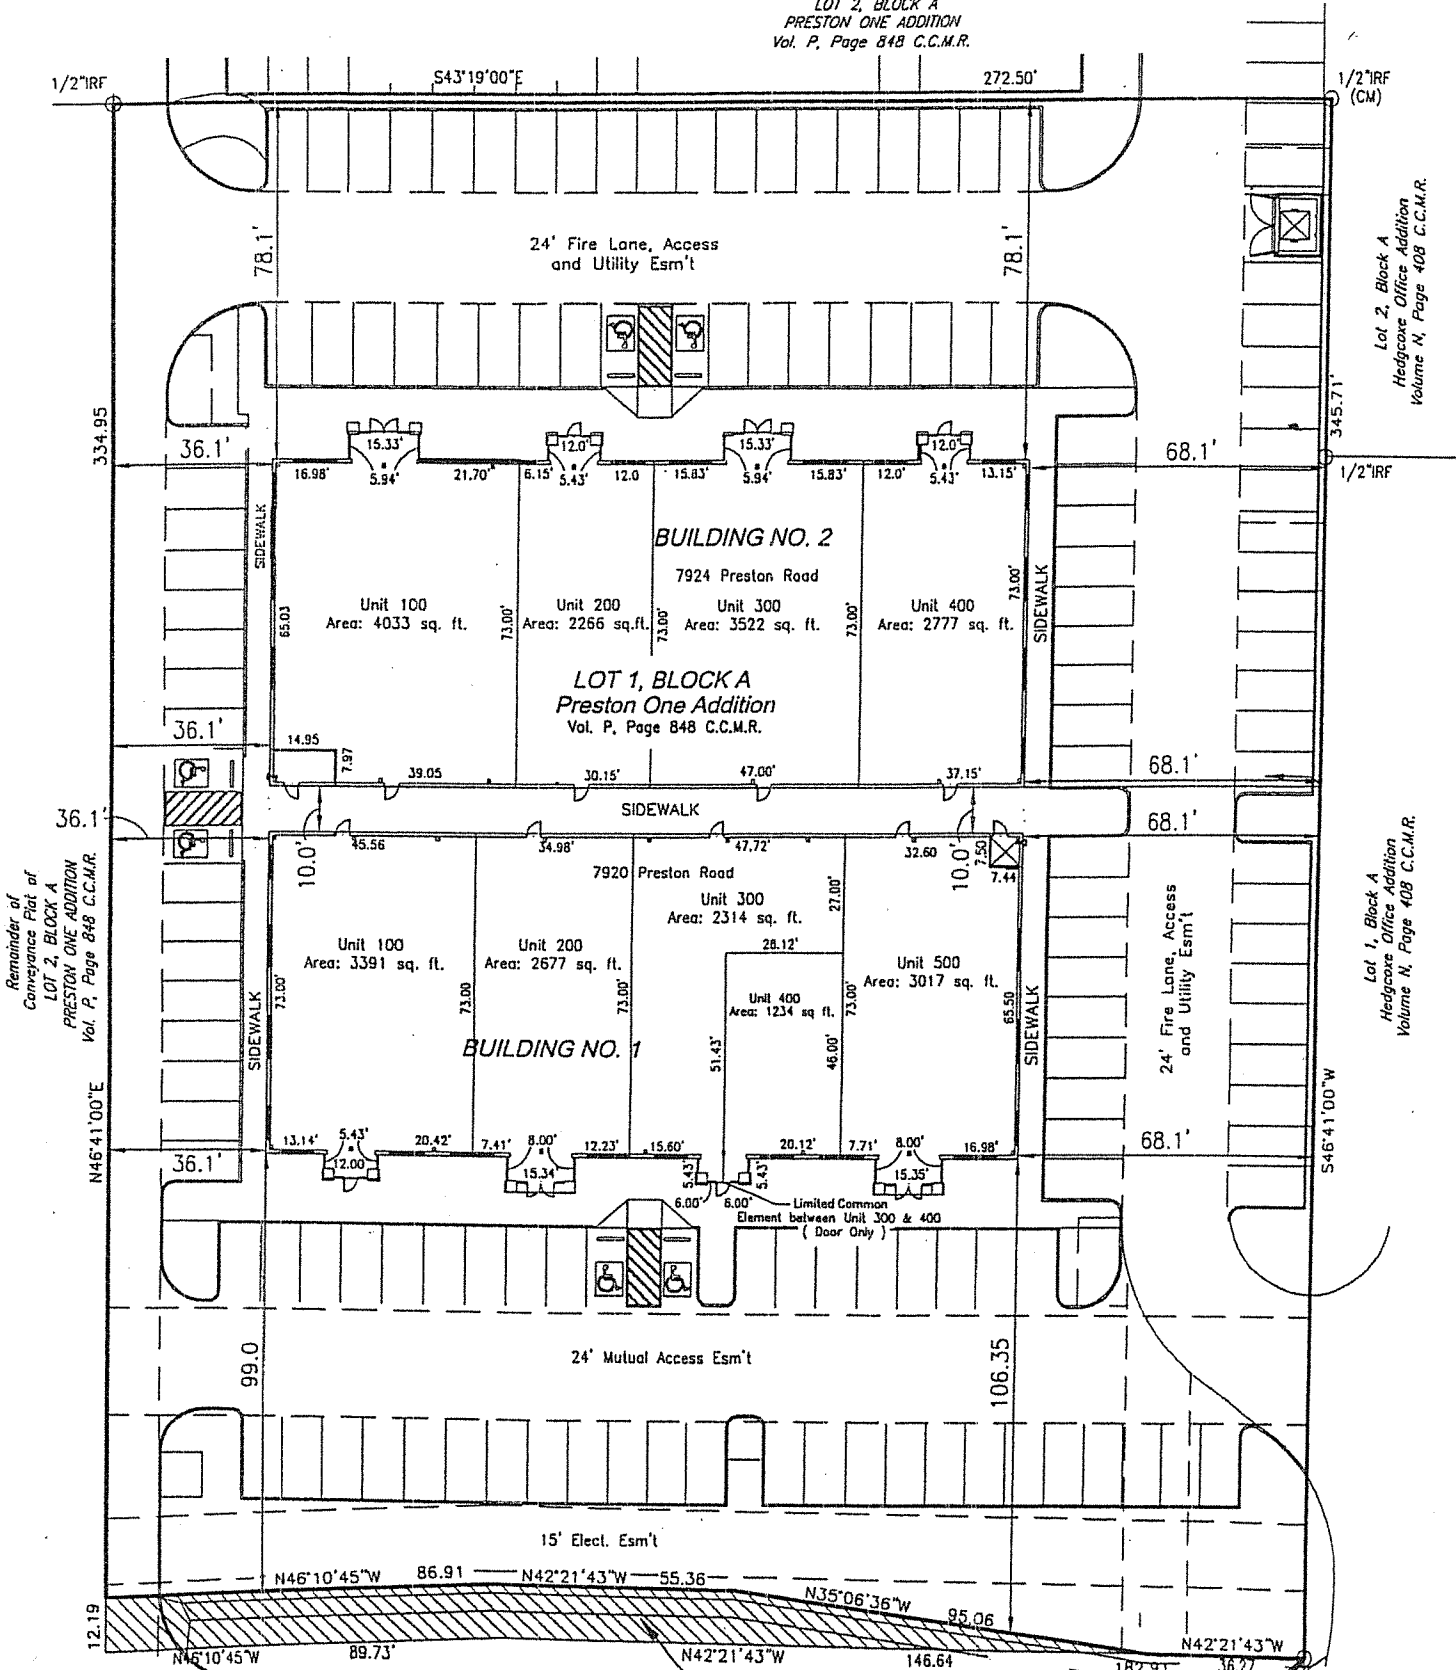 LOT 2, BLOCK A
PRESTON ONE ADDITION
Vol. P, Page 848 C.C.M.R.
1/2"IRF
S43°19'00"E
272.50'
1/2"IRF
(CM)
78.1'
24' Fire Lane, Access
and Utility Esm't
78.1'
Lot 2, Block A
Hedgcoxe Office Addition
Volume N, Page 408 C.C.M.R.
334.95
345.71'
36.1'
15.33'
12.0'
15.33'
12.0'
68.1'
16.98'
5.94'
21.70'
6.15'
5.43'
12.0
15.83'
5.94'
15.83'
12.0'
5.43'
13.15'
1/2"IRF
SIDEWALK
BUILDING NO. 2
7924 Preston Road
SIDEWALK
65.03
Unit 100
Area: 4033 sq. ft.
73.00'
Unit 200
Area: 2266 sq.ft.
73.00'
Unit 300
Area: 3522 sq. ft.
73.00'
Unit 400
Area: 2777 sq. ft.
73.00'
LOT 1, BLOCK A
Preston One Addition
Vol. P, Page 848 C.C.M.R.
36.1'
14.95
7.97
39.05
30.15'
47.00'
37.15'
68.1'
SIDEWALK
36.1'
68.1'
10.0'
45.56
34.98'
47.72'
32.60
10.0'
7.50
7.44
7920 Preston Road
Remainder of
Conveyance Plat of
LOT 2, BLOCK A
PRESTON ONE ADDITION
Vol. P, Page 848 C.C.M.R.
Unit 300
Area: 2314 sq. ft.
27.00'
26.12'
Lot 1, Block A
Hedgcoxe Office Addition
Volume N, Page 408 C.C.M.R.
24' Fire Lane, Access
and Utility Esm't
Unit 100
Area: 3391 sq. ft.
Unit 200
Area: 2677 sq. ft.
Unit 500
Area: 3017 sq. ft.
73.00'
73.00
73.00'
Unit 400
Area: 1234 sq ft.
73.00'
65.50
SIDEWALK
SIDEWALK
BUILDING NO. 1
51.43'
46.00'
N46°41'00"E
S46°41'00"W
36.1'
13.14'
5.43'
12.00'
20.42'
7.41'
8.00'
15.34'
12.23'
15.60'
5.43'
5.43'
20.12'
7.71'
8.00'
15.35'
16.98'
68.1'
6.00'
6.00'
Limited Common
Element between Unit 300 & 400
( Door Only )
99.0
24' Mutual Access Esm't
106.35
15' Elect. Esm't
N46°10'45"W
86.91
N42°21'43"W
55.36
N35°06'36"W
95.06
12.19
N46°10'45"W
89.73'
N42°21'43"W
146.64
182.91
N42°21'43"W
36.27